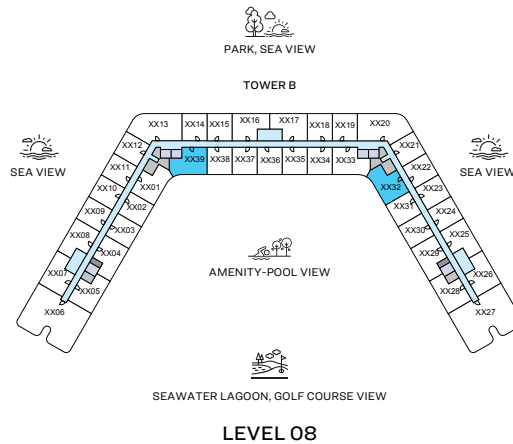 PARK, SEA VIEW
TOWER B
XX13
XX14
XX15
XX16
XX17
XX18
XX19
XX20
XX12
XX21
XX11
XX22
XX10
XX23
XX09
XX24
XX08
XX25
XX07
XX26
XX06
XX27
XX01
XX39
XX38
XX37
XX36
XX35
XX34
XX33
XX32
XX02
XX31
XX03
XX30
XX04
XX29
XX05
XX28
SEA VIEW
SEA VIEW
AMENITY-POOL VIEW
SEAWATER LAGOON, GOLF COURSE VIEW
LEVEL 08